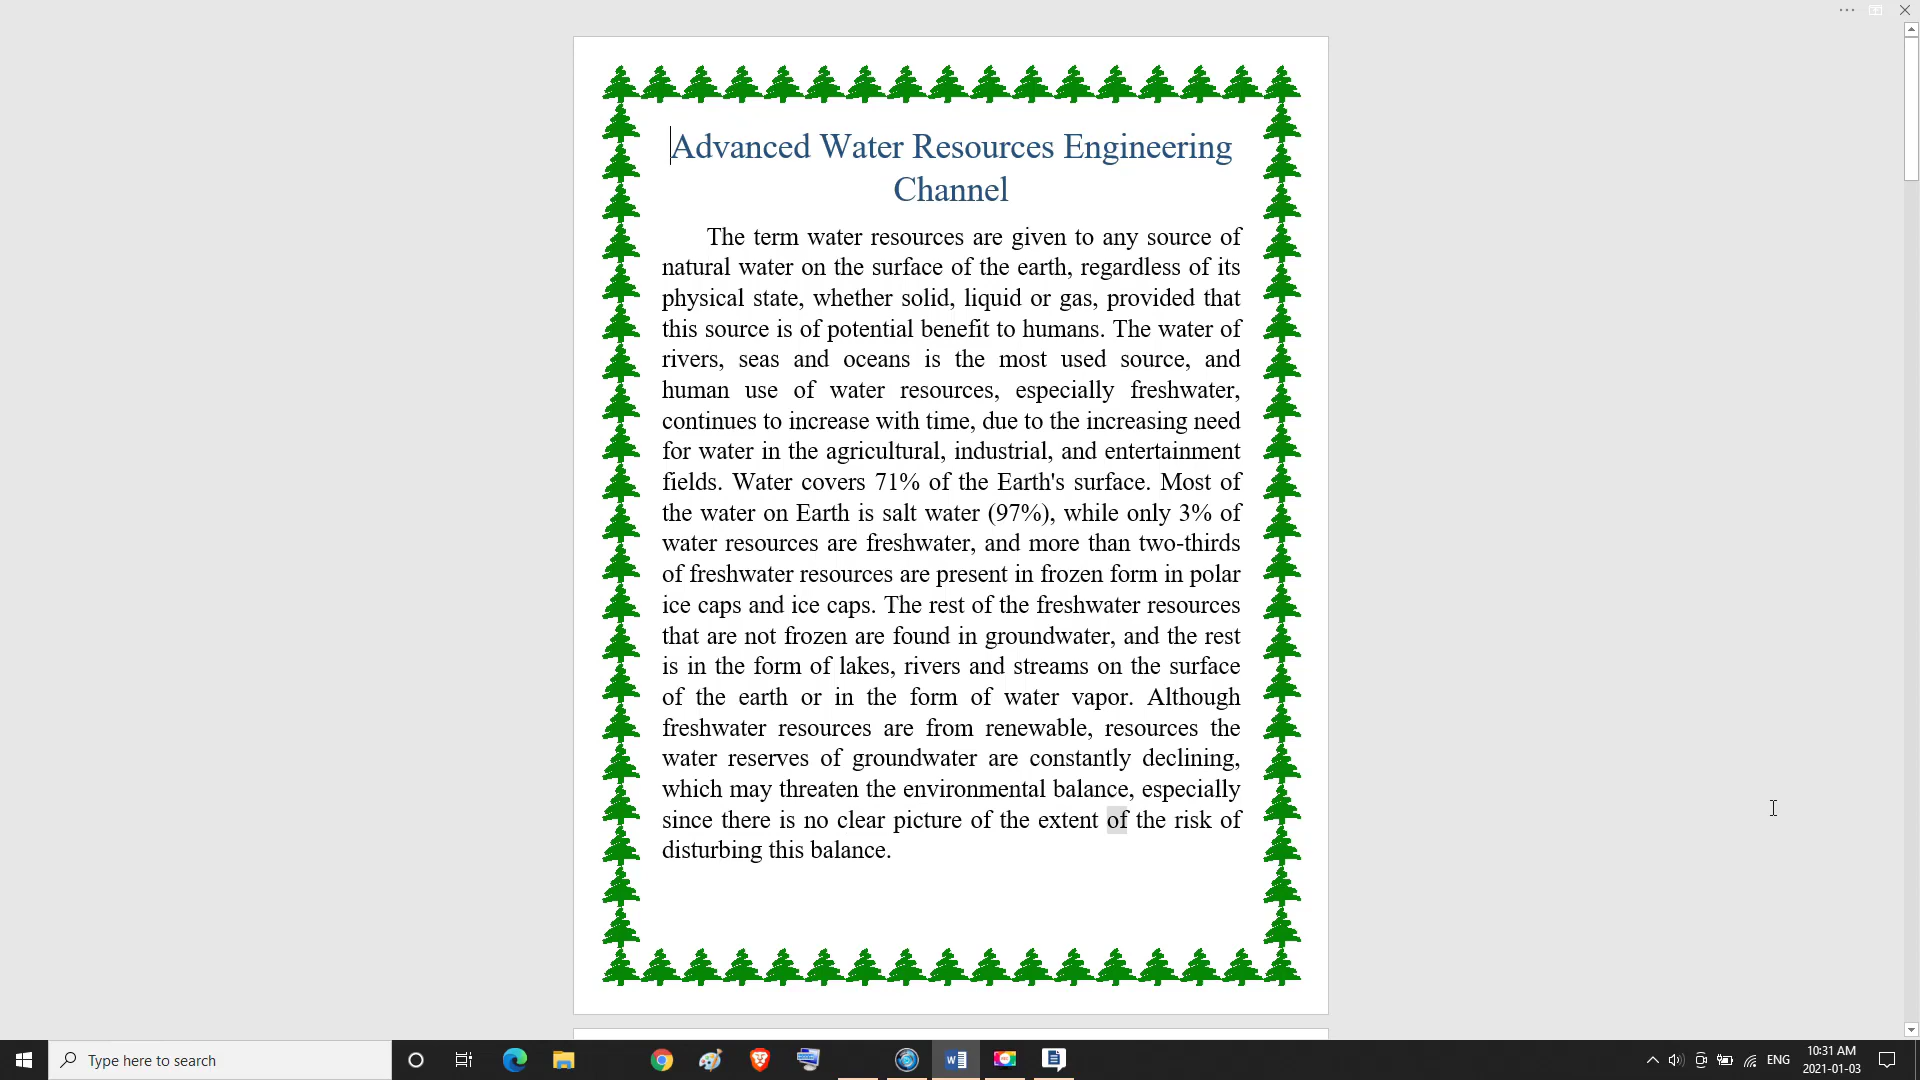 Advanced Water Resources Engineering
Channel
The term water resources are given to any source of
natural water on the surface of the earth, regardless of its
physical state, whether solid, liquid or gas, provided that
this source is of potential benefit to humans. The water of
rivers, seas and oceans is the most used source, and
human use of water resources, especially freshwater,
continues to increase with time, due to the increasing need
for water in the agricultural, industrial, and entertainment
fields. Water covers 71% of the Earth's surface. Most of
the water on Earth is salt water (97%), while only 3% of
water resources are freshwater, and more than two-thirds
of freshwater resources are present in frozen form in polar
ice caps and ice caps. The rest of the freshwater resources
that are not frozen are found in groundwater, and the rest
is in the form of lakes, rivers and streams on the surface
of the earth or in the form of water vapor. Although
freshwater resources are from renewable, resources the
water reserves of groundwater are constantly declining,
which may threaten the environmental balance, especially
since there is no clear picture of the extent of the risk of
disturbing this balance.
Type here to search
ENG
10:31 AM
2021-01-03